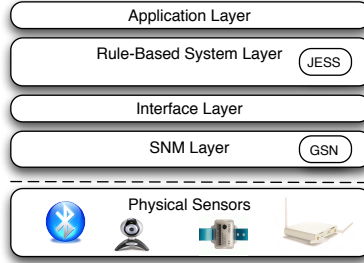 Application Layer
Rule-Based System Layer
JESS
Interface Layer
SNM Layer
GSN
Physical Sensors